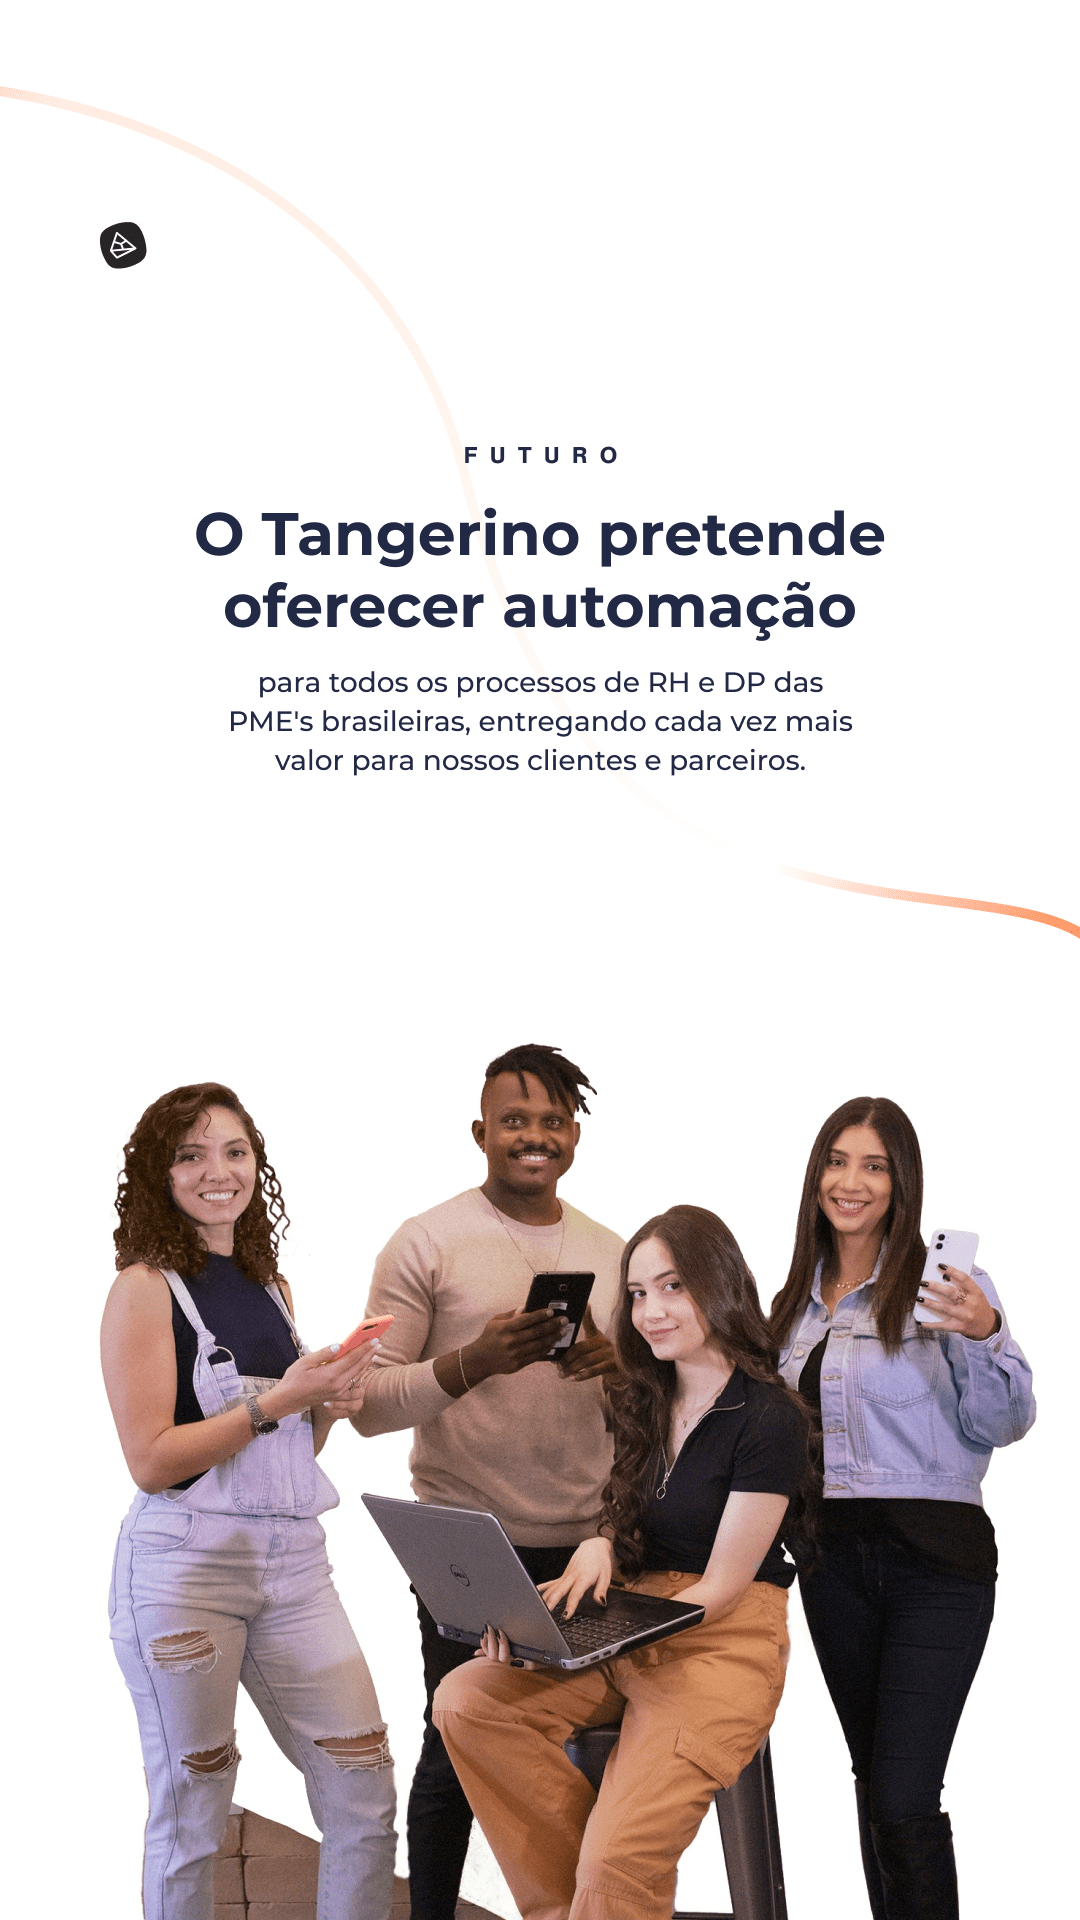 FUTURO
O Tangerino pretende
oferecer automação
para todos os processos de RH e DP das
PME's brasileiras, entregando cada vez mais
valor para nossos clientes e parceiros.
DELL